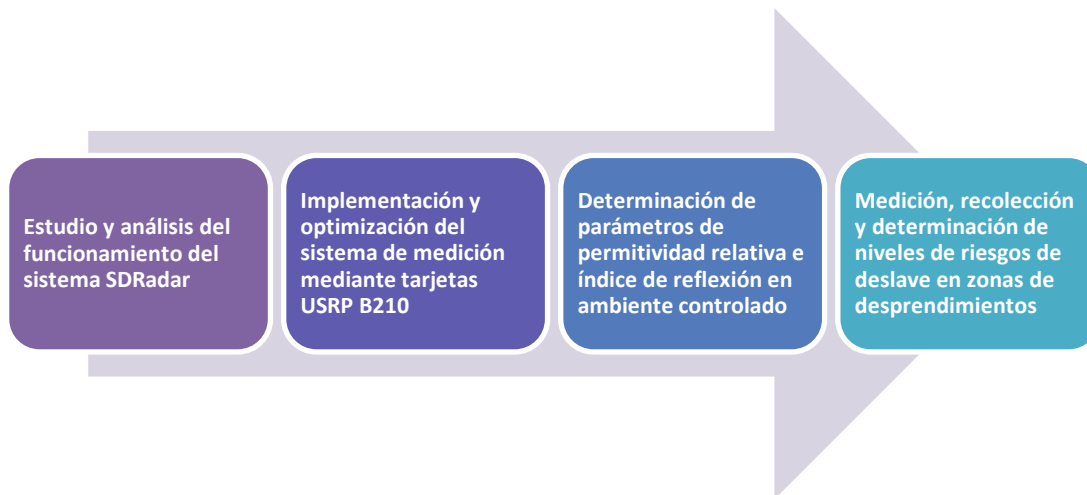 Estudio y análisis del
funcionamiento del
sistema SDRadar
Implementación y
optimización del
sistema de medición
mediante tarjetas
USRP B210
Determinación de
parámetros de
permitividad relativa e
índice de reflexión en
ambiente controlado
Medición, recolección
y determinación de
niveles de riesgos de
deslave en zonas de
desprendimientos